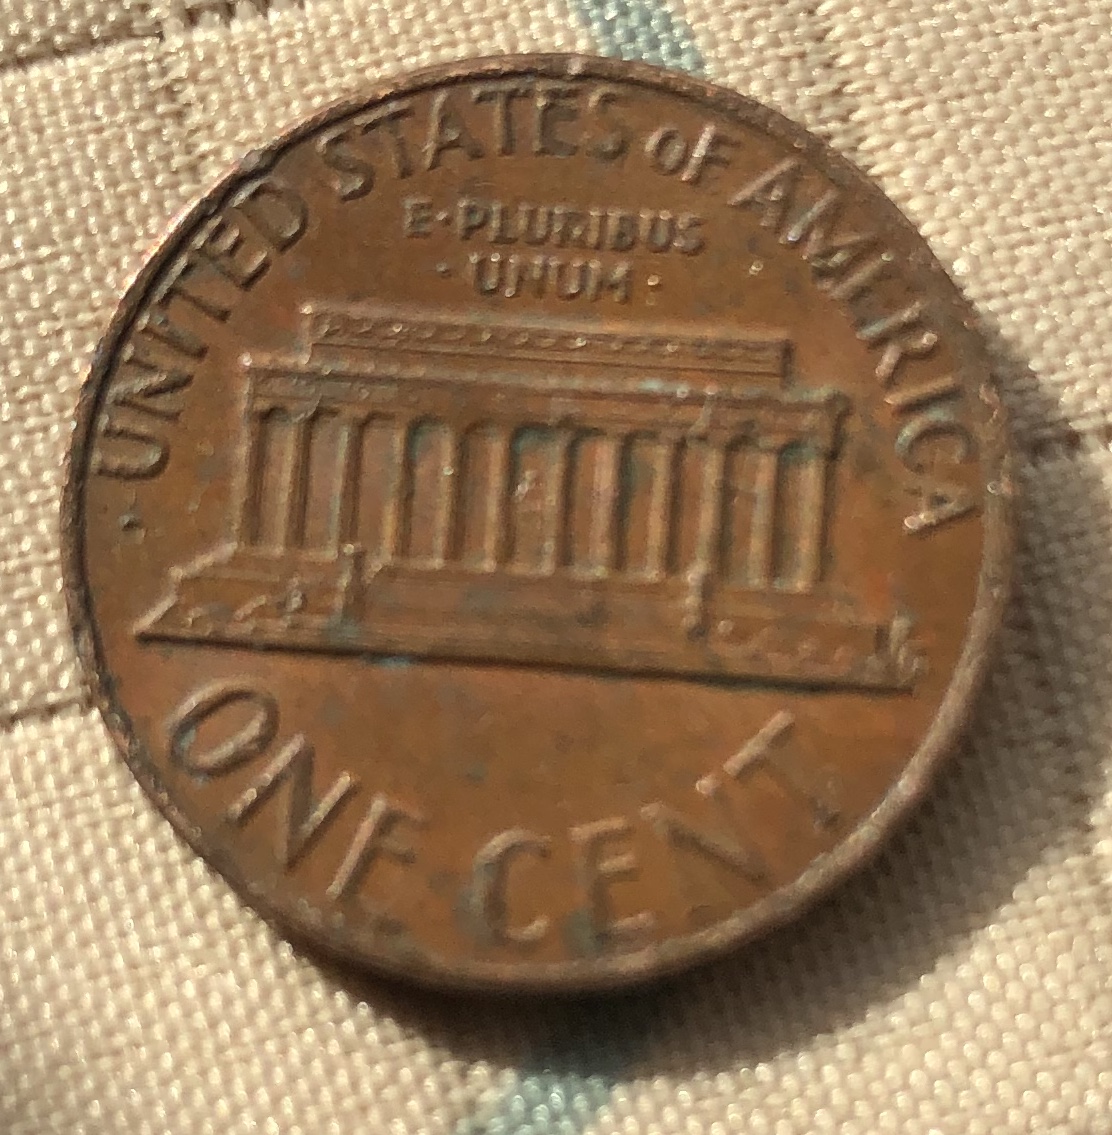 UNITED STATES OF AMERICA
E·PLURIBUS
·UNUM·
ONE CENT